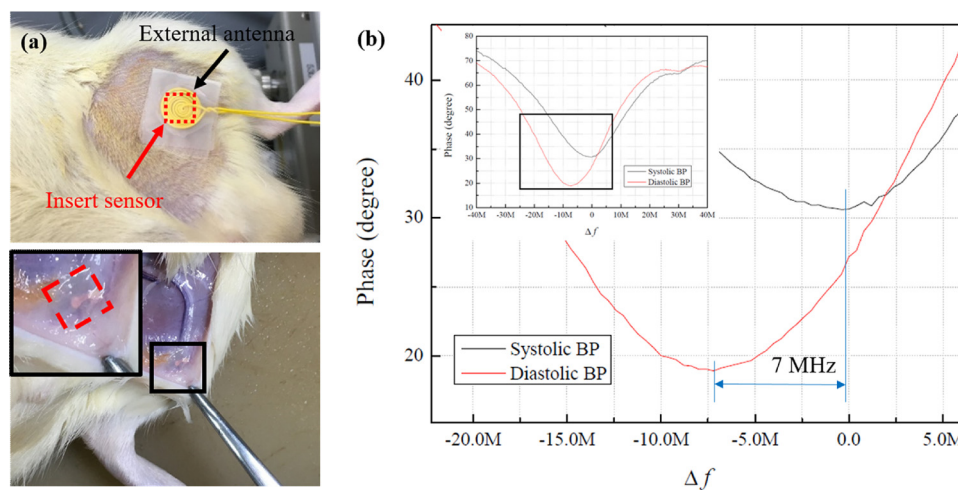 (a)
External antenna
Insert sensor
(b)
40
30
20
Phase (degree)
-20.0M -15.0M -10.0M -5.0M 0.0 5.0M
Δf
Systolic BP
Diastolic BP
7 MHz
80
70
60
50
40
30
20
10
Phase (degree)
-40M -30M -20M -10M 0 10M 20M 30M 40M
Δf
Systolic BP
Diastolic BP